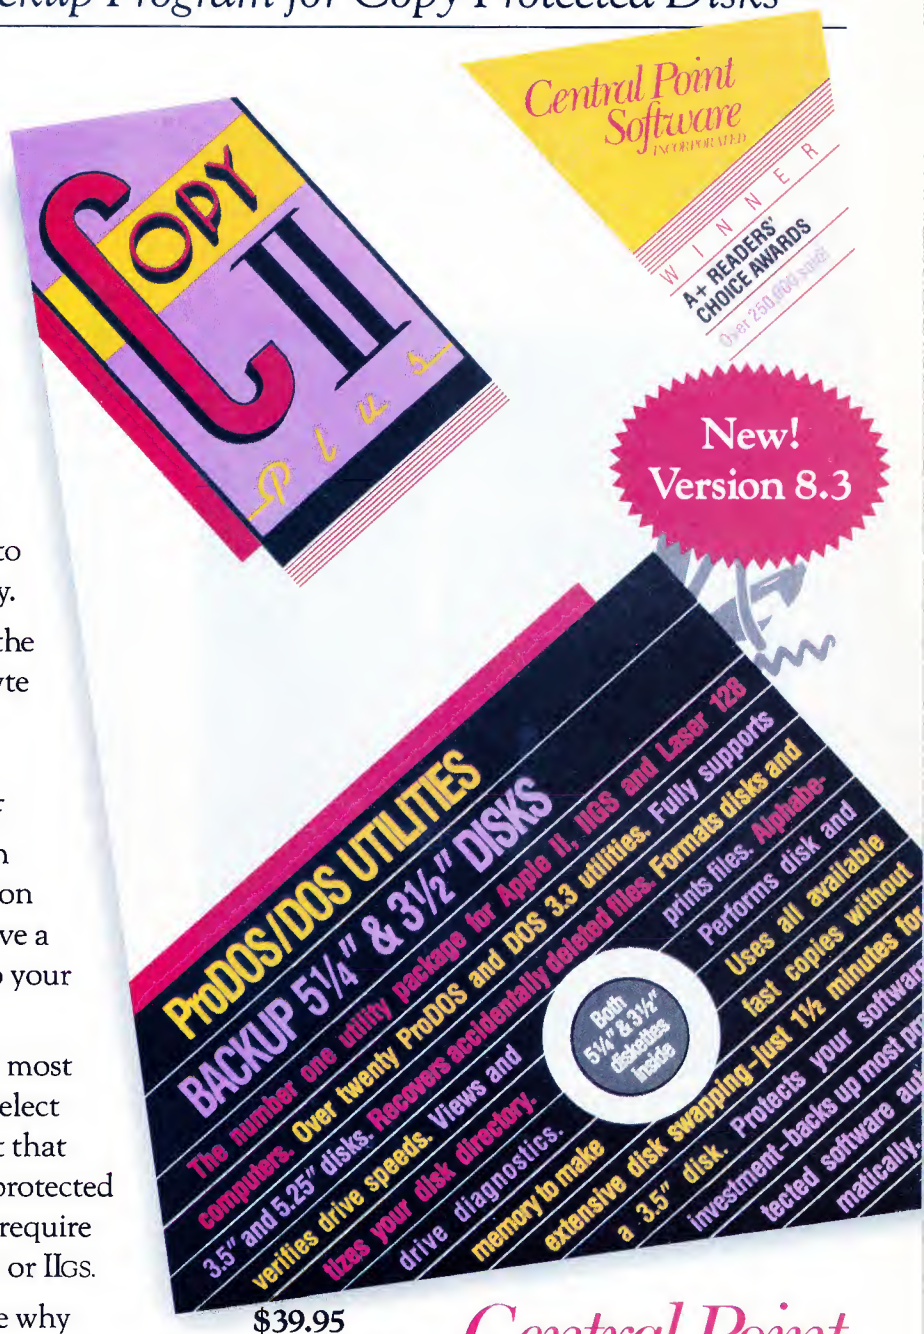 Backup Program for Copy Protected Disks
Central Point
Software
INCORPORATED
WINNER
A+ READERS'
CHOICE AWARDS
Over 250,000 sold!
COPY
II
Plus
New!
Version 8.3
to
y.
the
on
ve a
your
most
elect
that
protected
require
or IIGS.
e why
ProDOS/DOS UTILITIES
BACKUP 5¼" & 3½" DISKS
The number one utility package for Apple II, IIGS and Laser 128
computers. Over twenty ProDOS and DOS 3.3 utilities. Fully supports
3.5" and 5.25" disks. Recovers accidentally deleted files. Formats disks and
verifies drive speeds. Views and prints files. Alphabe-
tizes your disk directory. Performs disk and
drive diagnostics. Uses all available
memory to make fast copies without
extensive disk swapping–just 1½ minutes for
a 3.5" disk. Protects your software
investment–backs up most pro
tected software au
matically
Both
5¼" & 3½"
diskettes
inside
$39.95
Central Point